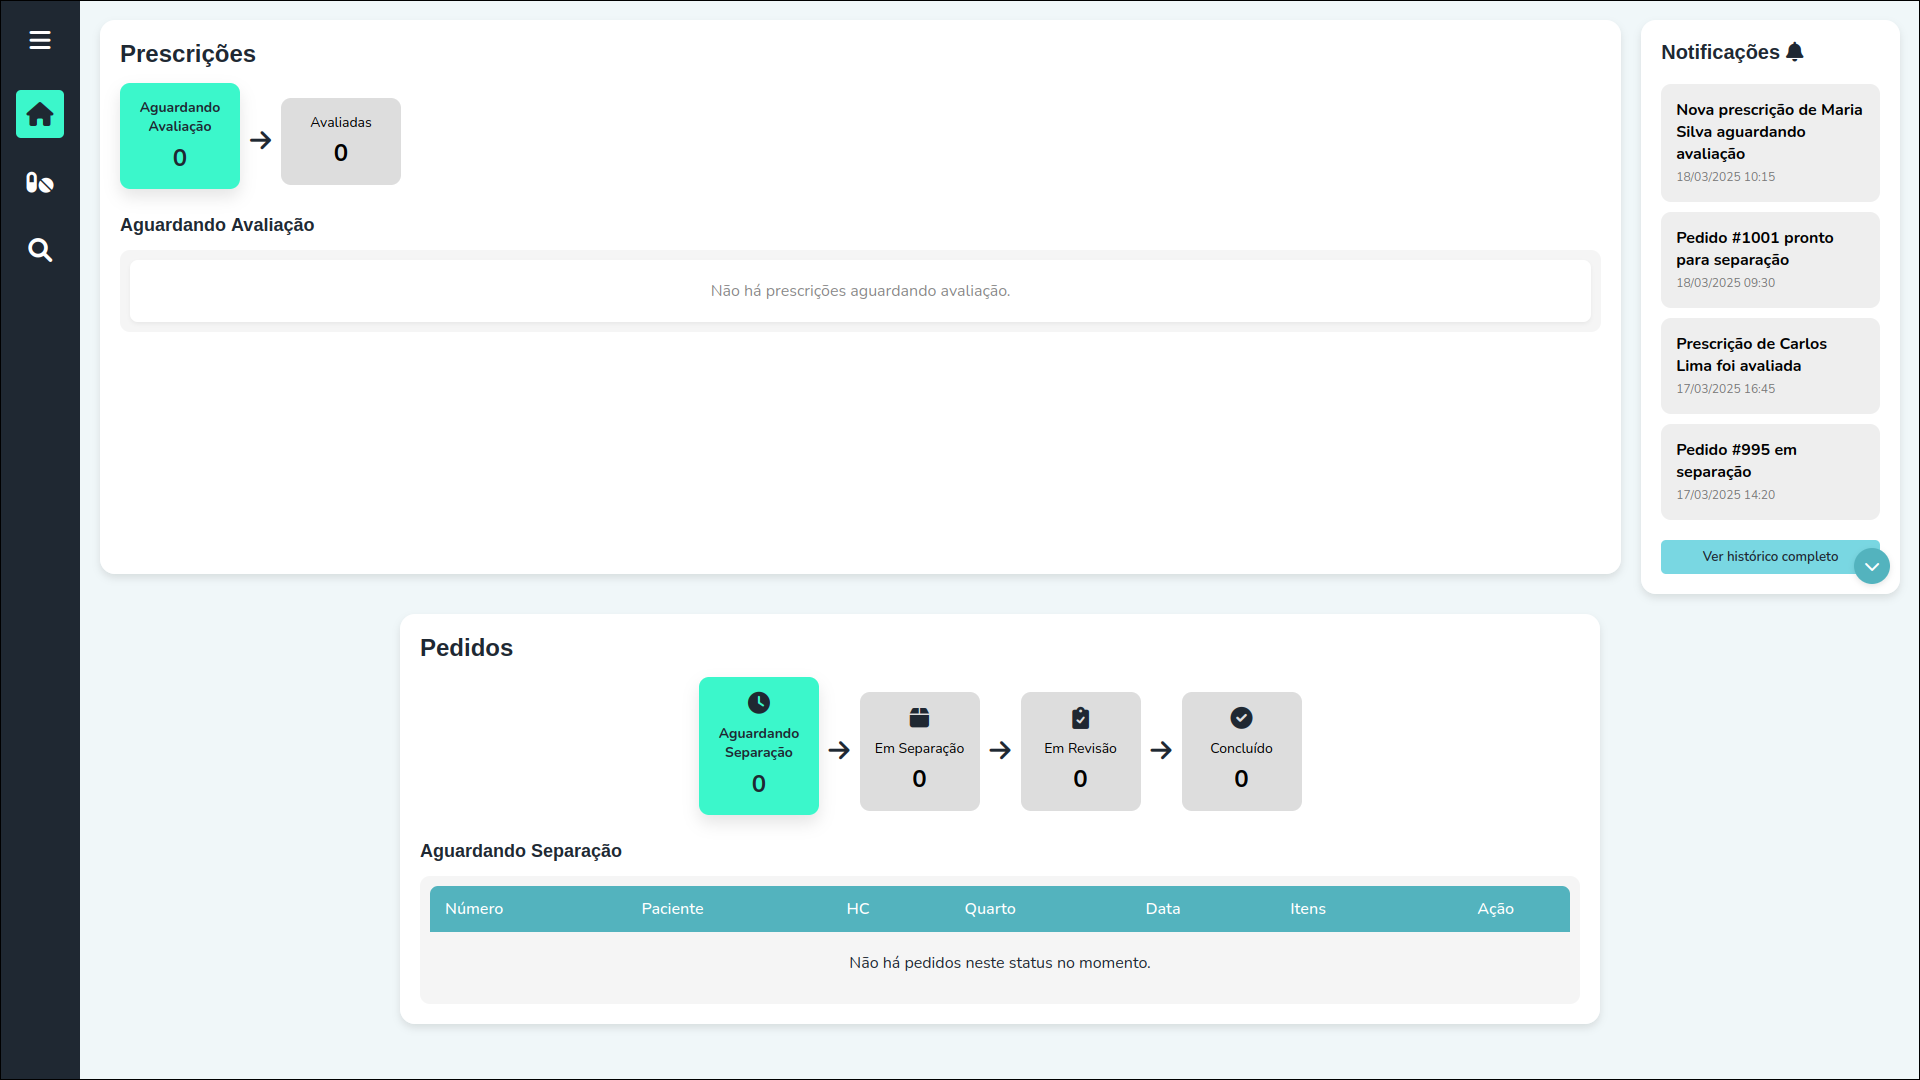 Prescrições
Aguardando
Avaliação
0
Avaliadas
0
Aguardando Avaliação
Não há prescrições aguardando avaliação.
Notificações
Nova prescrição de Maria
Silva aguardando
avaliação
18/03/2025 10:15
Pedido #1001 pronto
para separação
18/03/2025 09:30
Prescrição de Carlos
Lima foi avaliada
17/03/2025 16:45
Pedido #995 em
separação
17/03/2025 14:20
Ver histórico completo
Pedidos
Aguardando
Separação
0
Em Separação
0
Em Revisão
0
Concluído
0
Aguardando Separação
Número Paciente HC Quarto Data Itens Ação
Não há pedidos neste status no momento.